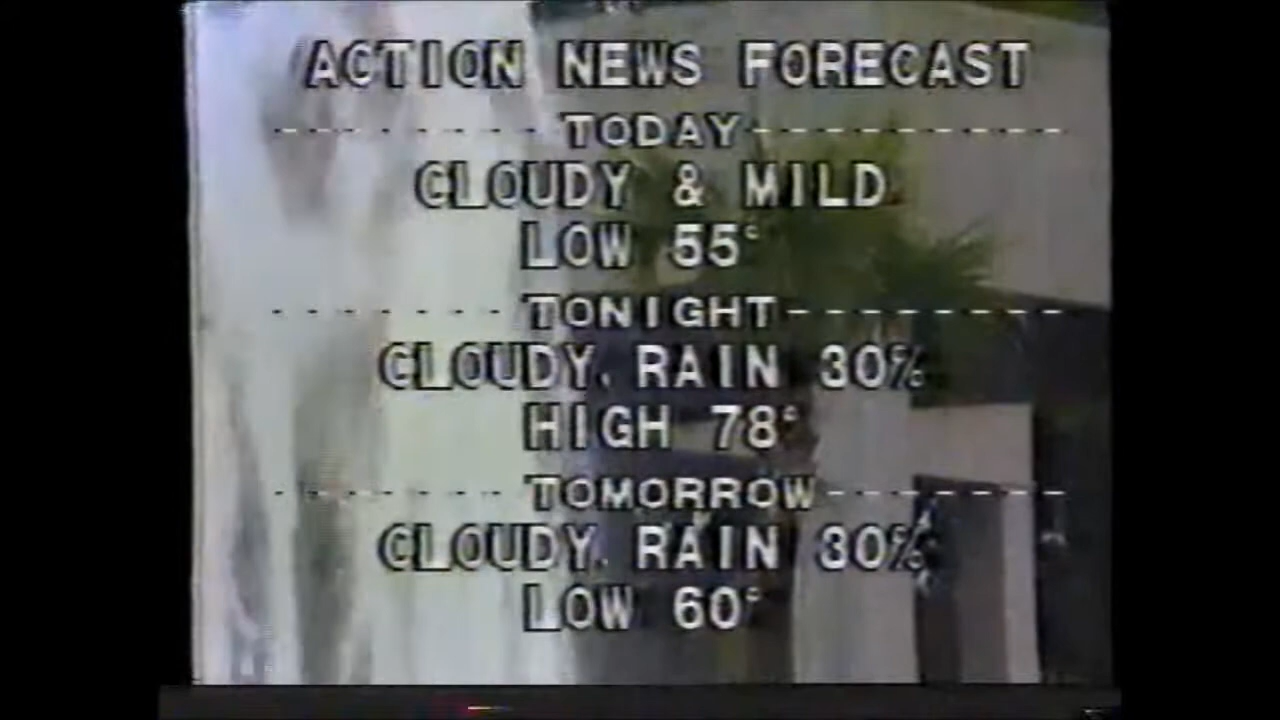 ACTION NEWS FORECAST
TODAY
CLOUDY & MILD
LOW 55°
TONIGHT
CLOUDY, RAIN 30%
HIGH 78°
TOMORROW
CLOUDY, RAIN 30%
LOW 60°